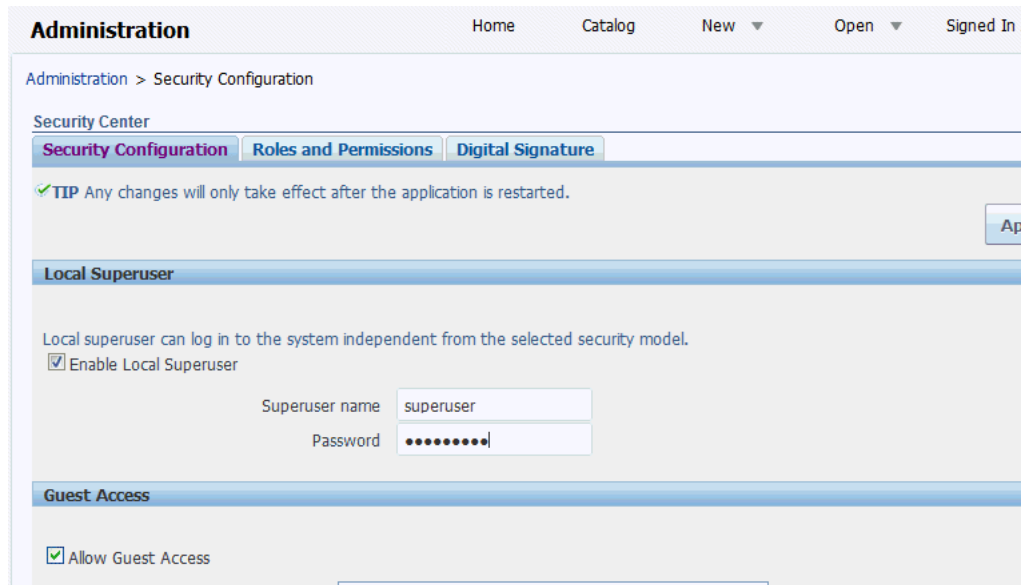 Administration Home Catalog New Open Signed In
Administration > Security Configuration
Security Center
Security Configuration Roles and Permissions Digital Signature
TIP Any changes will only take effect after the application is restarted.
Ap
Local Superuser
Local superuser can log in to the system independent from the selected security model.
Enable Local Superuser
Superuser name superuser
Password •••••••••
Guest Access
Allow Guest Access